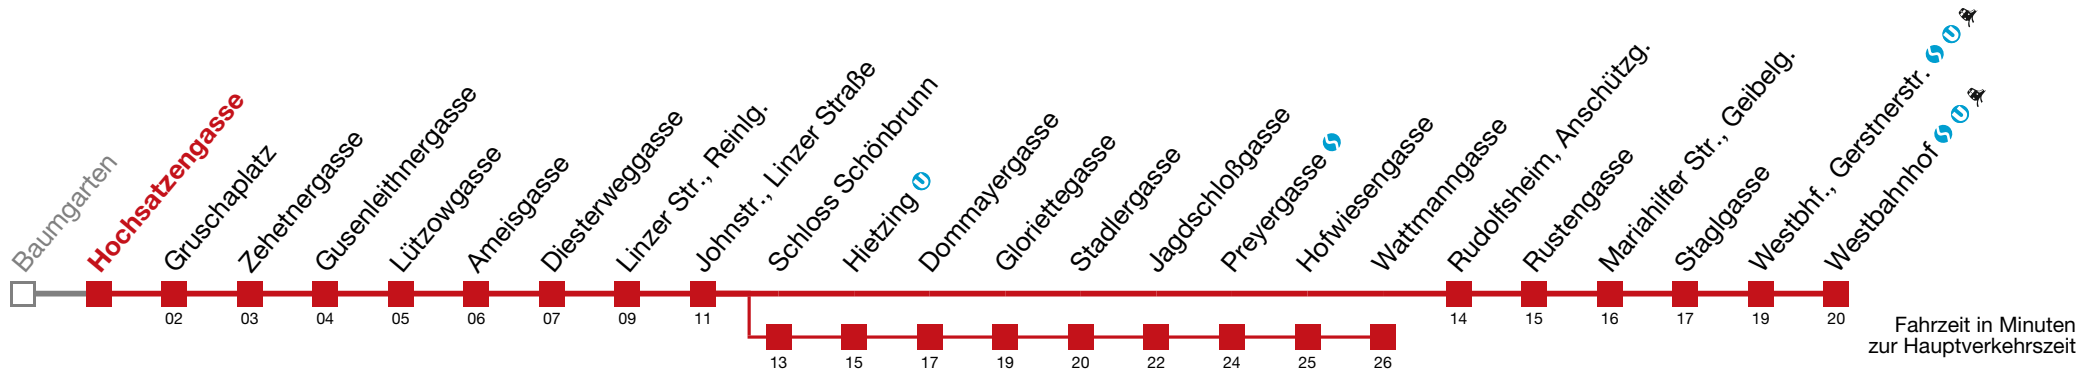 Baumgarten
Hochsatzengasse
Gruschaplatz
Zehetnergasse
Gusenleithnergasse
Lützowgasse
Ameisgasse
Diesterweggasse
Linzer Str., Reinlg.
Johnstr., Linzer Straße
Schloss Schönbrunn
Hietzing U
Dommayergasse
Gloriettegasse
Stadlergasse
Jagdschloßgasse
Preyergasse S
Hofwiesengasse
Wattmanngasse
Rudolfsheim, Anschützg.
Rustengasse
Mariahilfer Str., Geibelg.
Staglgasse
Westbhf., Gerstnerstr. S U
Westbahnhof S U
02 03 04 05 06 07 09 11 14 15 16 17 19 20
13 15 17 19 20 22 24 25 26
Fahrzeit in Minuten
zur Hauptverkehrszeit